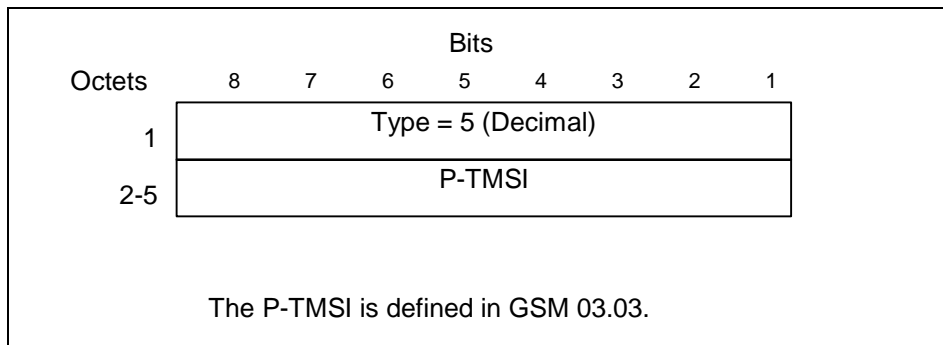 Bits
Octets 8 7 6 5 4 3 2 1
1 Type = 5 (Decimal)
2-5 P-TMSI
The P-TMSI is defined in GSM 03.03.